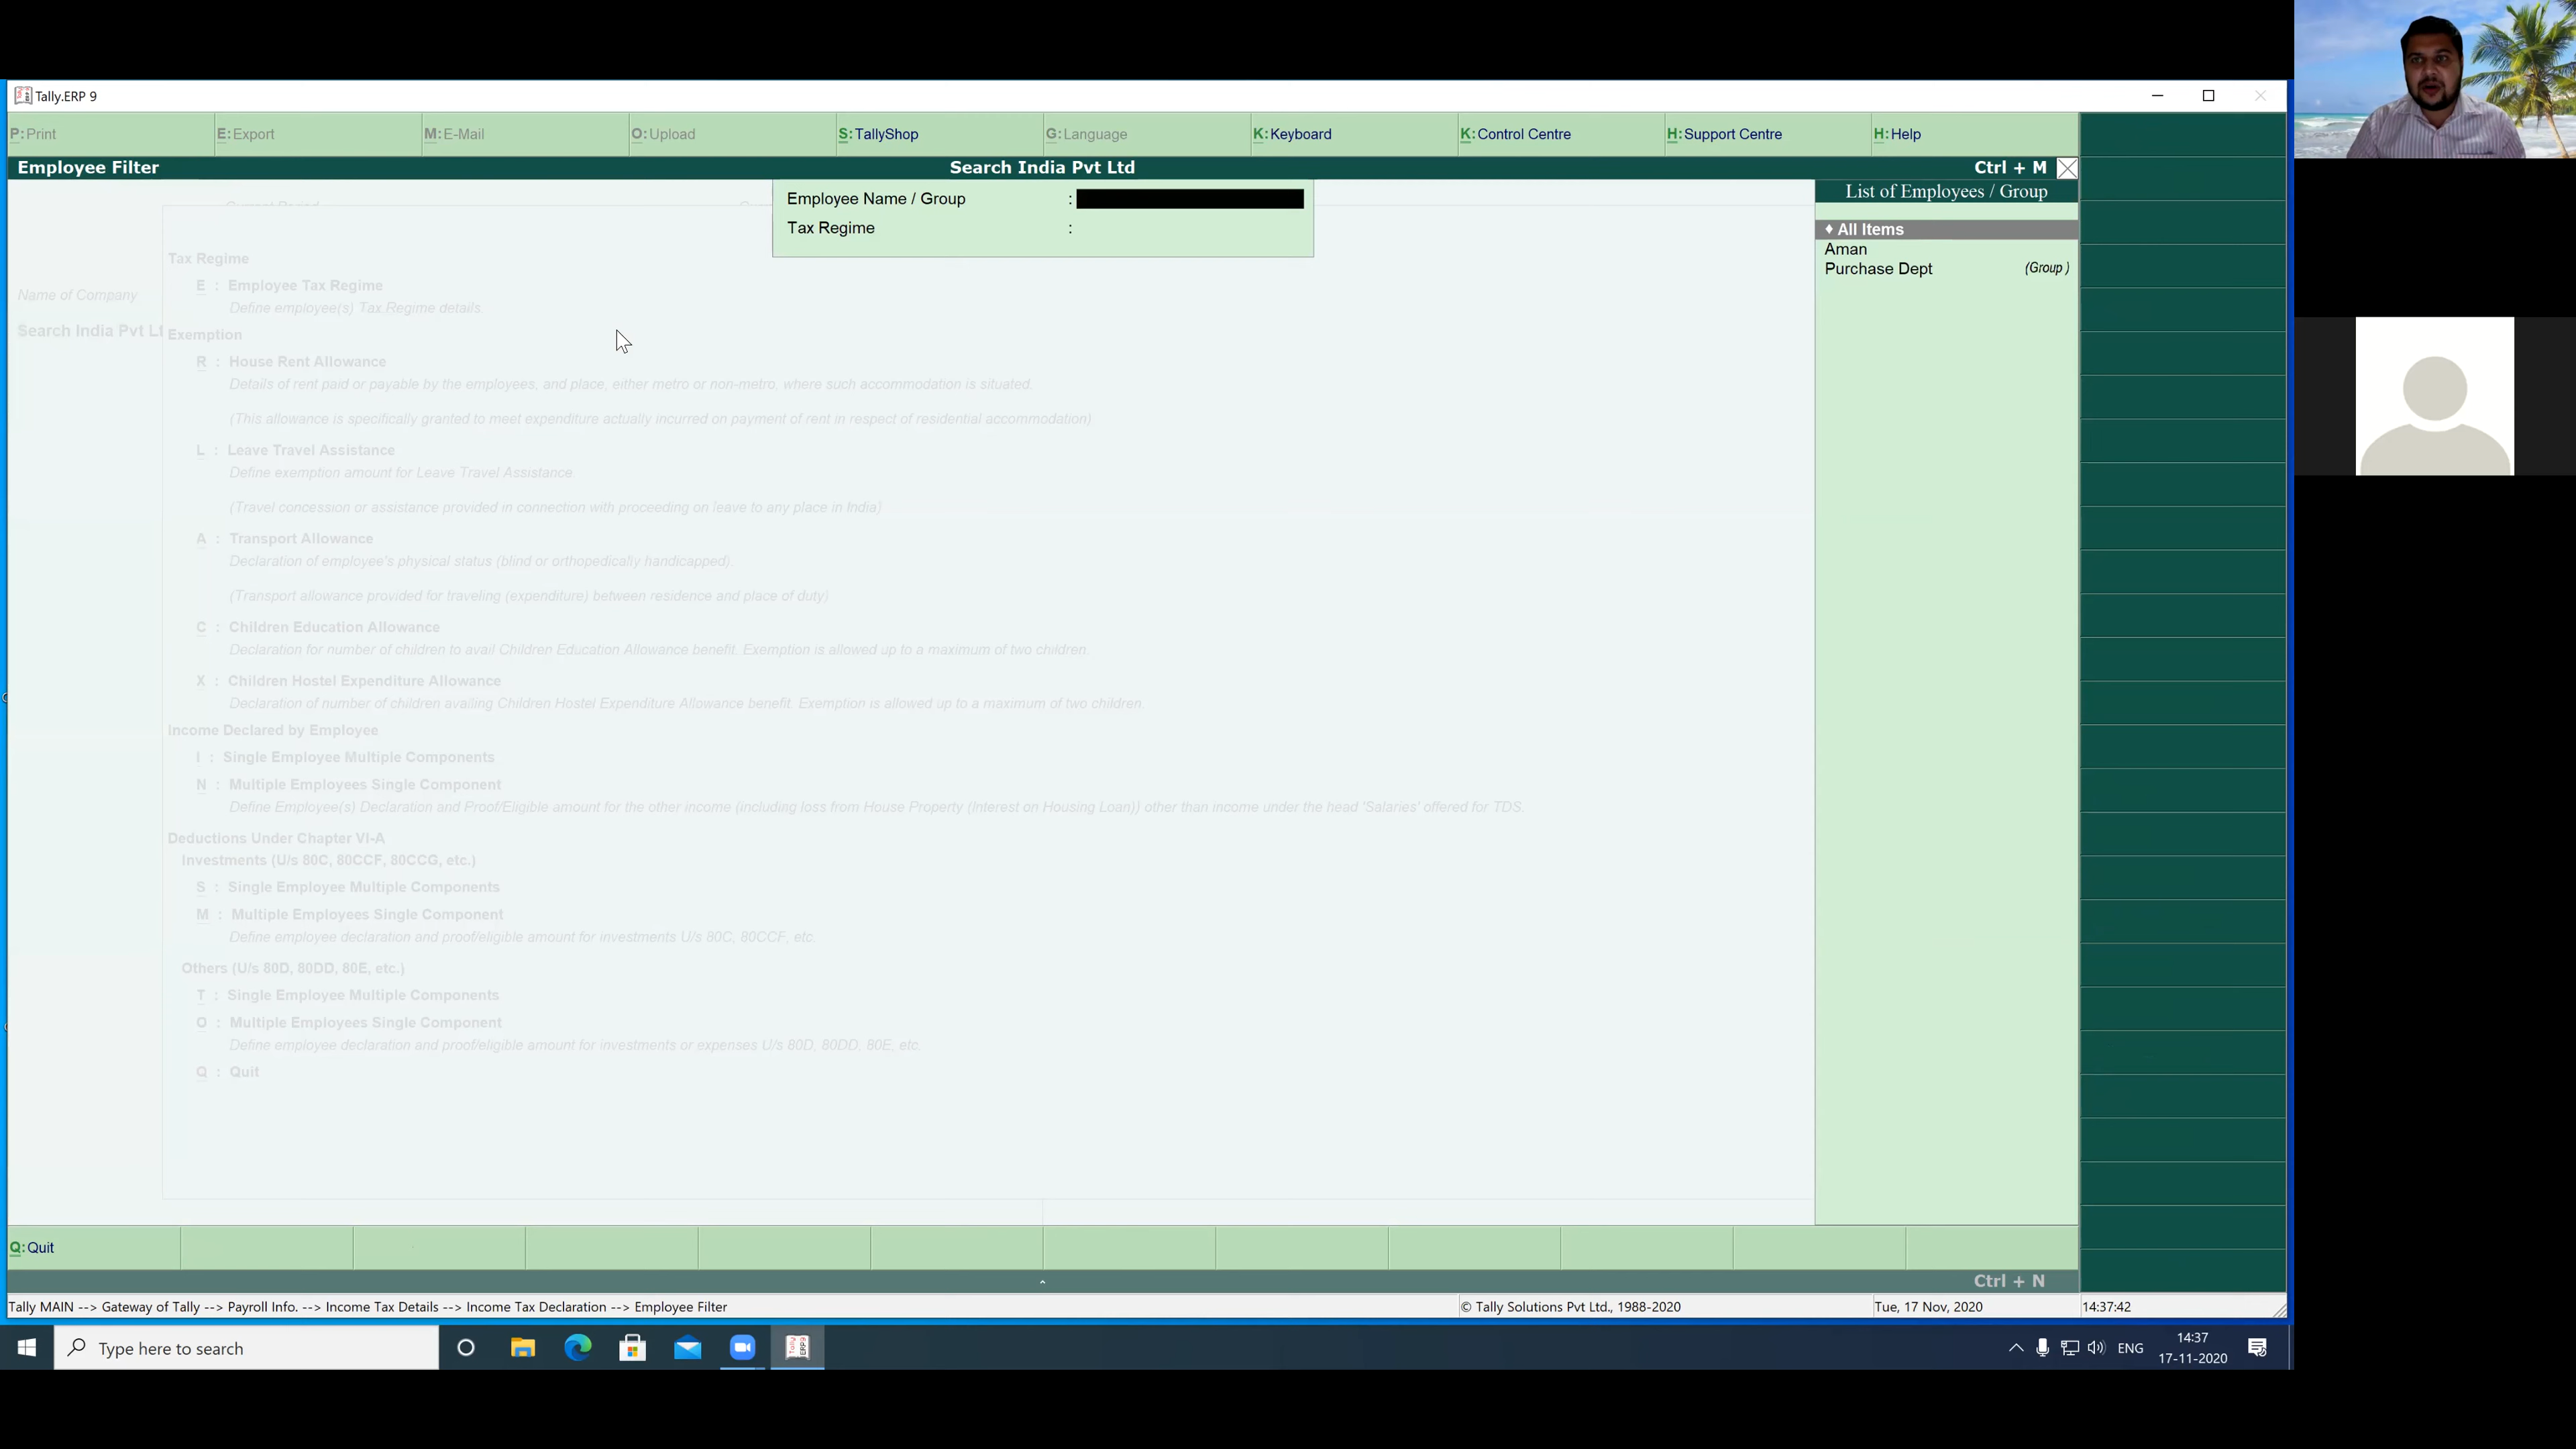 Tally.ERP 9
P: Print E: Export M: E-Mail O: Upload S: TallyShop G: Language K: Keyboard K: Control Centre H: Support Centre H: Help
Employee Filter Search India Pvt Ltd Ctrl + M
Employee Name / Group :
Tax Regime :
List of Employees / Group
♦ All Items
Aman
Purchase Dept (Group )
Current Period
Name of Company
Search India Pvt Lt
Tax Regime
E : Employee Tax Regime
Define employee(s) Tax Regime details
Exemption
R : House Rent Allowance
Details of rent paid or payable by the employees, and place, either metro or non-metro, where such accommodation is situated.
(This allowance is specifically granted to meet expenditure actually incurred on payment of rent in respect of residential accommodation)
L : Leave Travel Assistance
Define exemption amount for Leave Travel Assistance.
(Travel concession or assistance provided in connection with proceeding on leave to any place in India)
A : Transport Allowance
Declaration of employee's physical status (blind or orthopedically handicapped).
(Transport allowance provided for traveling (expenditure) between residence and place of duty)
C : Children Education Allowance
Declaration for number of children to avail Children Education Allowance benefit. Exemption is allowed up to a maximum of two children.
X : Children Hostel Expenditure Allowance
Declaration of number of children availing Children Hostel Expenditure Allowance benefit. Exemption is allowed up to a maximum of two children.
Income Declared by Employee
I : Single Employee Multiple Components
N : Multiple Employees Single Component
Define Employee(s) Declaration and Proof/Eligible amount for the other income (including loss from House Property (Interest on Housing Loan)) other than income under the head 'Salaries' offered for TDS.
Deductions Under Chapter VI-A
Investments (U/s 80C, 80CCF, 80CCG, etc.)
S : Single Employee Multiple Components
M : Multiple Employees Single Component
Define employee declaration and proof/eligible amount for investments U/s 80C, 80CCF, etc.
Others (U/s 80D, 80DD, 80E, etc.)
T : Single Employee Multiple Components
O : Multiple Employees Single Component
Define employee declaration and proof/eligible amount for investments or expenses U/s 80D, 80DD, 80E, etc.
Q : Quit
Q: Quit
Ctrl + N
Tally MAIN --> Gateway of Tally --> Payroll Info. --> Income Tax Details --> Income Tax Declaration --> Employee Filter © Tally Solutions Pvt Ltd., 1988-2020 Tue, 17 Nov, 2020 14:37:42
Type here to search
ENG
14:37
17-11-2020